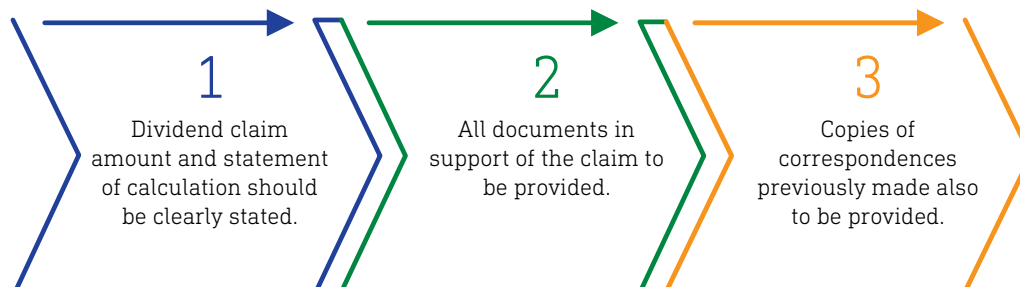 1
Dividend claim
amount and statement
of calculation should
be clearly stated.
2
All documents in
support of the claim to
be provided.
3
Copies of
correspondences
previously made also
to be provided.